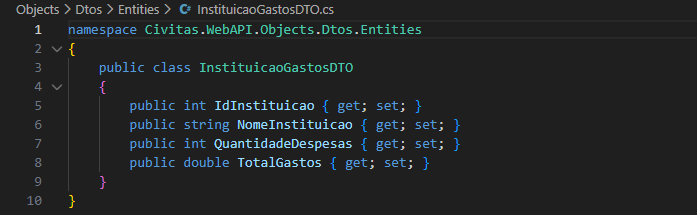 Objects > Dtos > Entities > C# InstituicaoGastosDTO.cs
1 namespace Civitas.WebAPI.Objects.Dtos.Entities
2 {
3 public class InstituicaoGastosDTO
4 {
5 public int IdInstituicao { get; set; }
6 public string NomeInstituicao { get; set; }
7 public int QuantidadeDespesas { get; set; }
8 public double TotalGastos { get; set; }
9 }
10 }